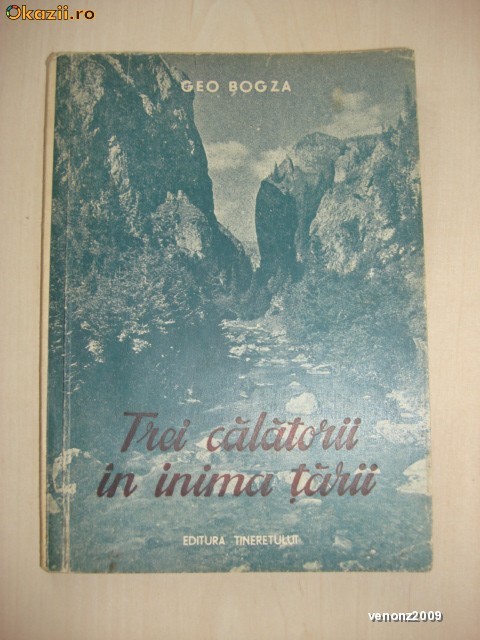 Okazii.ro
GEO BOGZA
Trei călătorii
în inima țării
EDITURA TINERETULUI
venonz2009